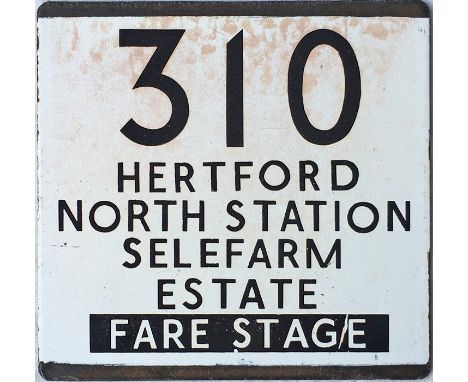 310
HERTFORD
NORTH STATION
SELEFARM
ESTATE
FARE STAGE